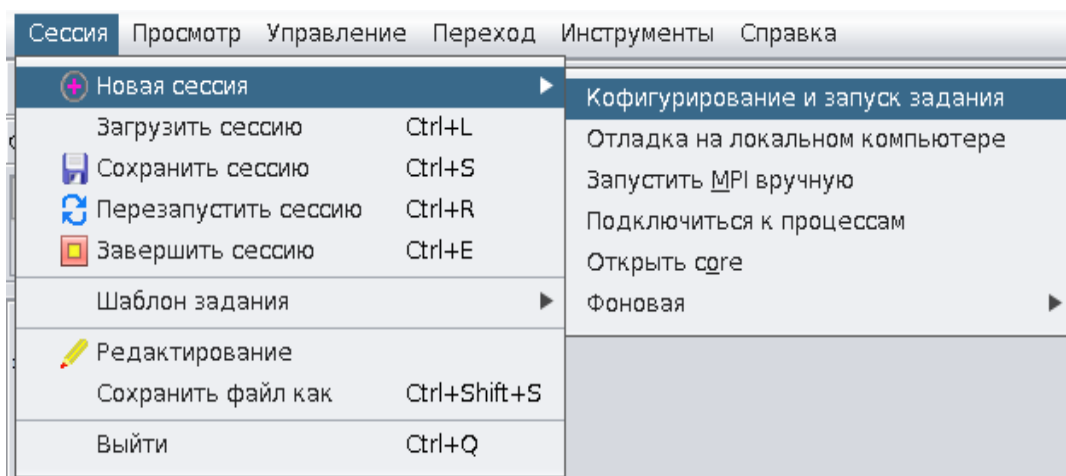 Сессия Просмотр Управление Переход Инструменты Справка
Новая сессия
Загрузить сессию Ctrl+L
Сохранить сессию Ctrl+S
Перезапустить сессию Ctrl+R
Завершить сессию Ctrl+E
Шаблон задания
Редактирование
Сохранить файл как Ctrl+Shift+S
Выйти Ctrl+Q
Кофигурирование и запуск задания
Отладка на локальном компьютере
Запустить MPI вручную
Подключиться к процессам
Открыть core
Фоновая